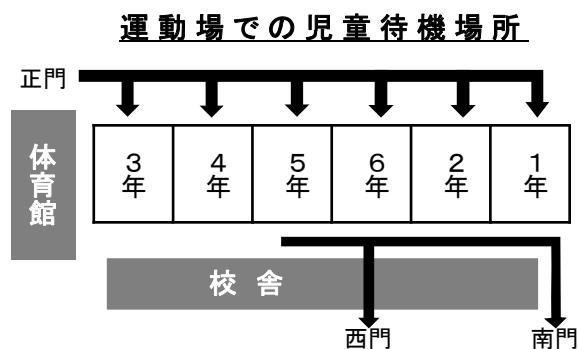 運動場での児童待機場所
正門
体育館
３年
４年
５年
６年
２年
１年
校舎
西門
南門